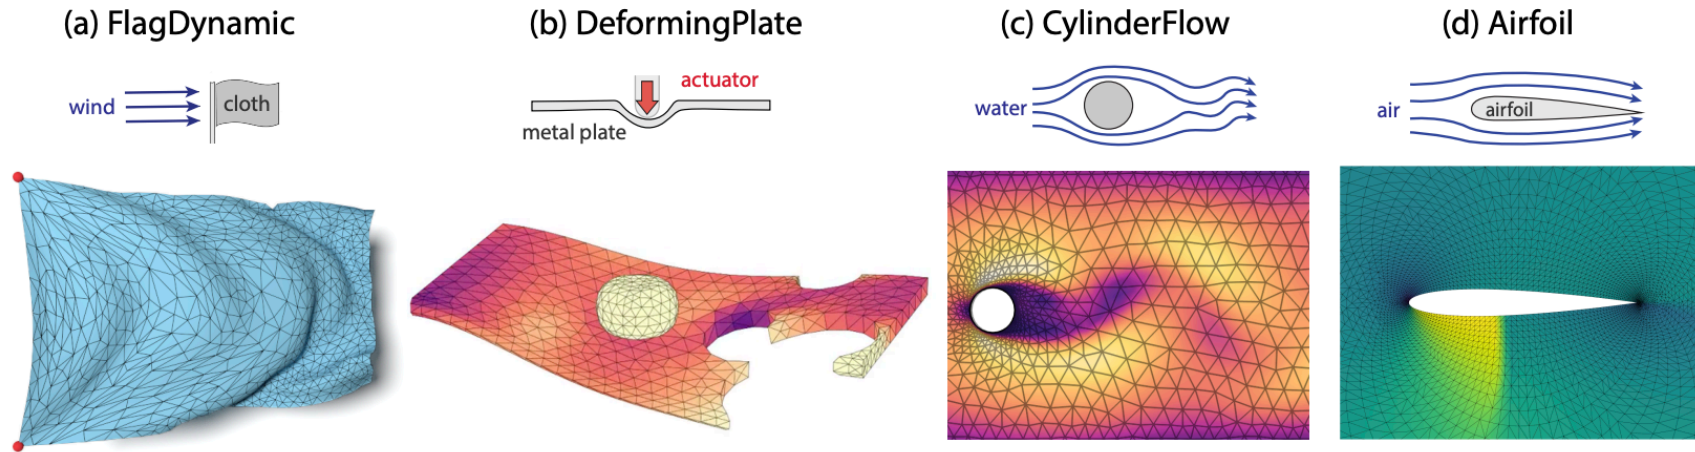 (a) FlagDynamic
wind
cloth
(b) DeformingPlate
actuator
metal plate
(c) CylinderFlow
water
(d) Airfoil
air
airfoil